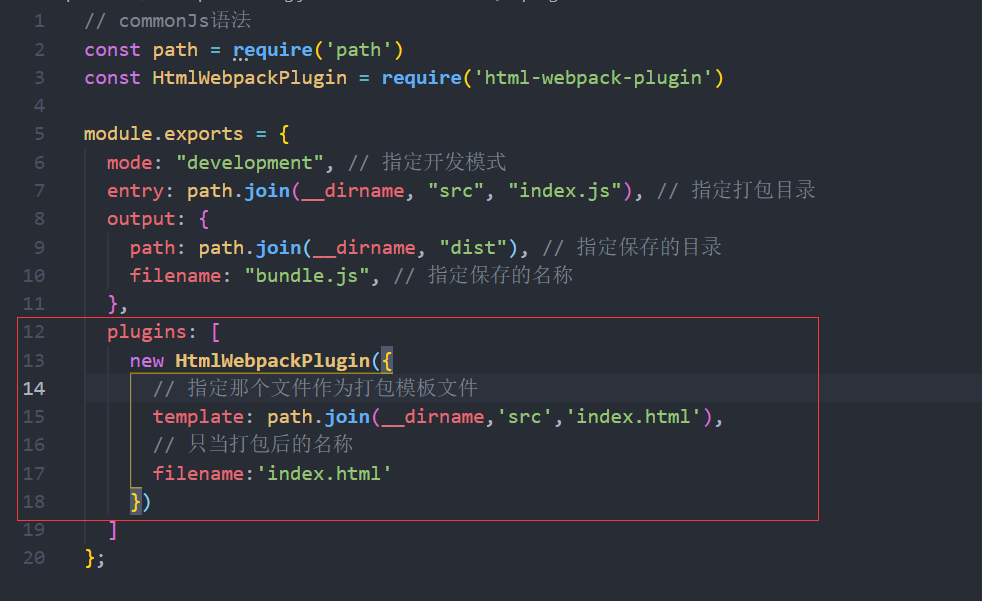 1 // commonJs语法
2 const path = require('path')
3 const HtmlWebpackPlugin = require('html-webpack-plugin')
4
5 module.exports = {
6 mode: "development", // 指定开发模式
7 entry: path.join(__dirname, "src", "index.js"), // 指定打包目录
8 output: {
9 path: path.join(__dirname, "dist"), // 指定保存的目录
10 filename: "bundle.js", // 指定保存的名称
11 },
12 plugins: [
13 new HtmlWebpackPlugin({
14 // 指定那个文件作为打包模板文件
15 template: path.join(__dirname,'src','index.html'),
16 // 只当打包后的名称
17 filename:'index.html'
18 })
19 ]
20 };